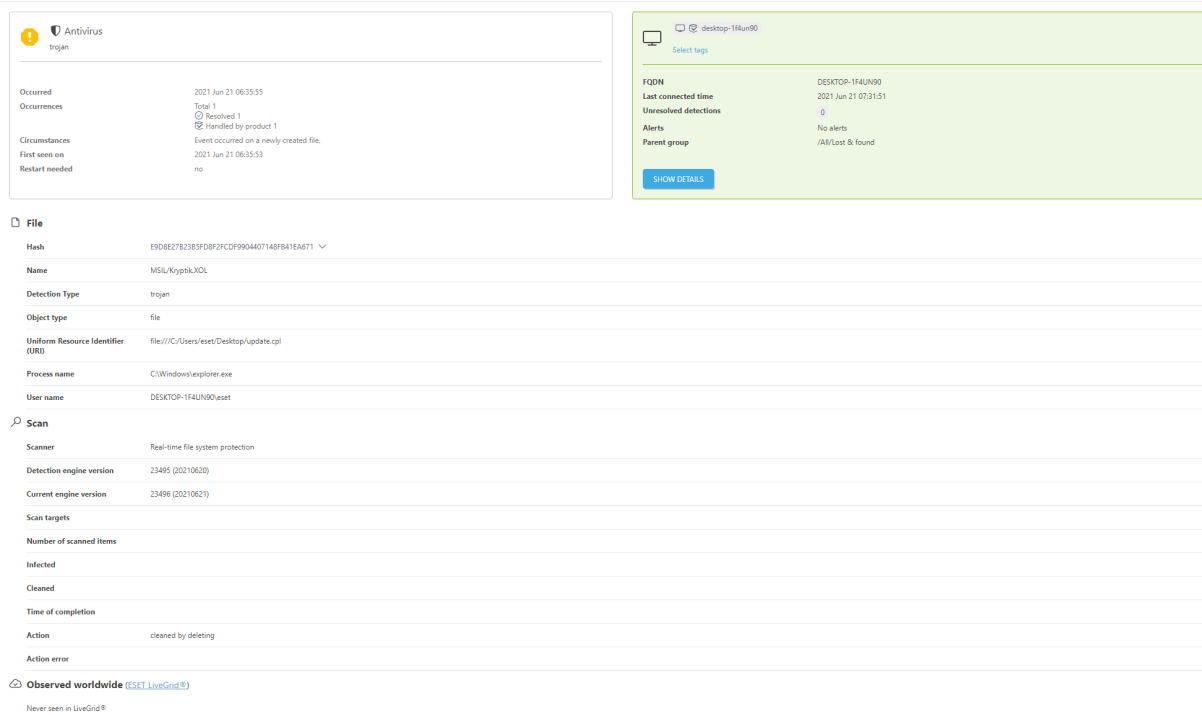 Antivirus
trojan
Occurred 2021 Jun 21 06:35:55
Occurrences Total 1
Resolved 1
Handled by product 1
Circumstances Event occurred on a newly created file.
First seen on 2021 Jun 21 06:35:53
Restart needed no
desktop-1f4un90
Select tags
FQDN DESKTOP-1F4UN90
Last connected time 2021 Jun 21 07:31:51
Unresolved detections 0
Alerts No alerts
Parent group /All/Lost & found
SHOW DETAILS
File
Hash E9D8E27B23B5FD8F2FCDF9904407148FB41EA671
Name MSIL/Kryptik.XOL
Detection Type trojan
Object type file
Uniform Resource Identifier file:///C:/Users/eset/Desktop/update.cpl
(URI)
Process name C:\Windows\explorer.exe
User name DESKTOP-1F4UN90\eset
Scan
Scanner Real-time file system protection
Detection engine version 23495 (20210620)
Current engine version 23496 (20210621)
Scan targets
Number of scanned items
Infected
Cleaned
Time of completion
Action cleaned by deleting
Action error
Observed worldwide (ESET LiveGrid®)
Never seen in LiveGrid®